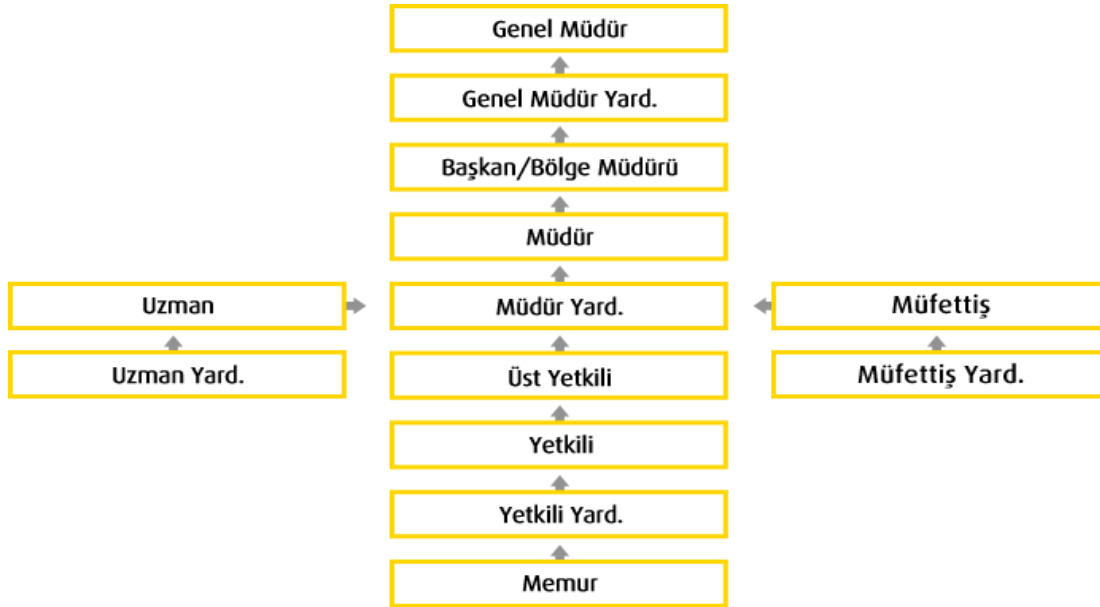 Genel Müdür
Genel Müdür Yard.
Başkan/Bölge Müdürü
Müdür
Uzman
Müdür Yard.
Müfettiş
Uzman Yard.
Üst Yetkili
Müfettiş Yard.
Yetkili
Yetkili Yard.
Memur